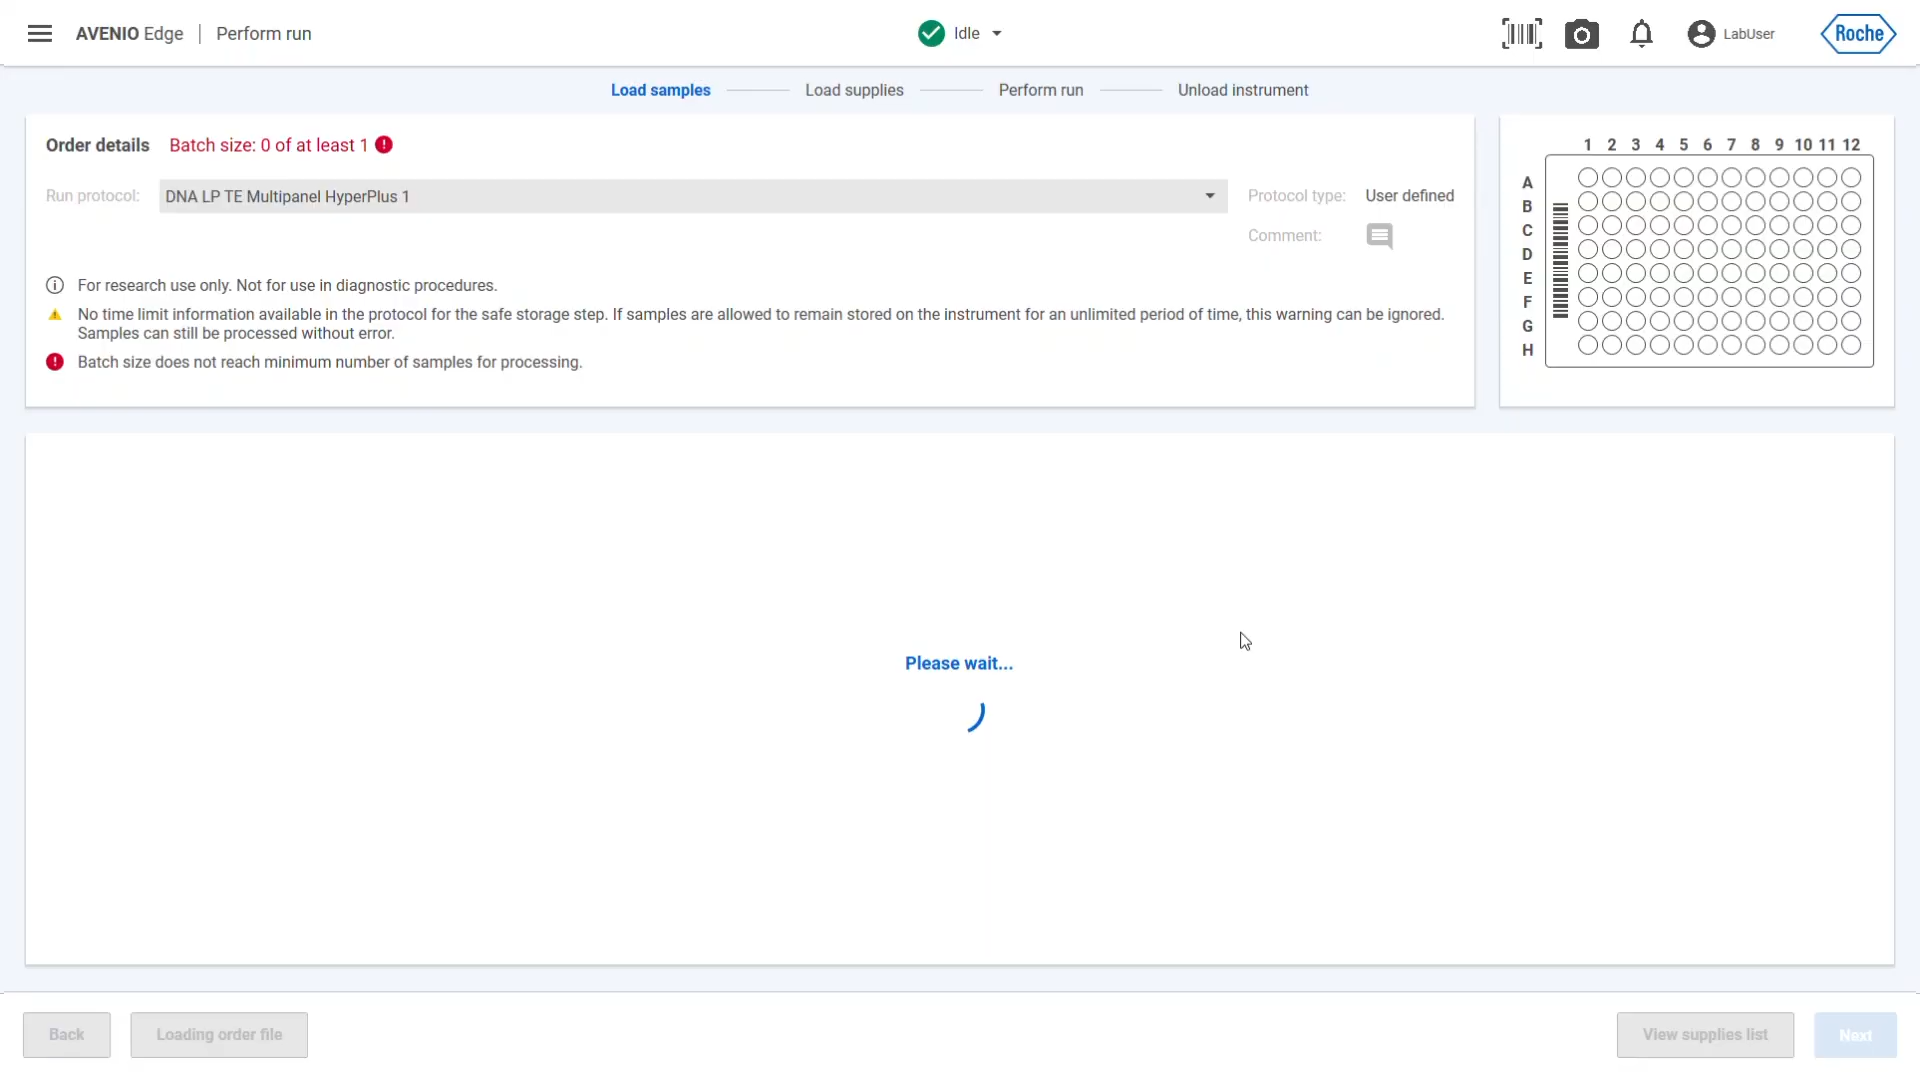 AVENIO Edge | Perform run
Idle
LabUser
Roche
Load samples
Load supplies
Perform run
Unload instrument
Order details
Batch size: 0 of at least 1
Run protocol:
DNA LP TE Multipanel HyperPlus 1
Protocol type:
User defined
Comment:
For research use only. Not for use in diagnostic procedures.
No time limit information available in the protocol for the safe storage step. If samples are allowed to remain stored on the instrument for an unlimited period of time, this warning can be ignored.
Samples can still be processed without error.
Batch size does not reach minimum number of samples for processing.
1 2 3 4 5 6 7 8 9 10 11 12
A
B
C
D
E
F
G
H
Please wait...
Back
Loading order file
View supplies list
Next